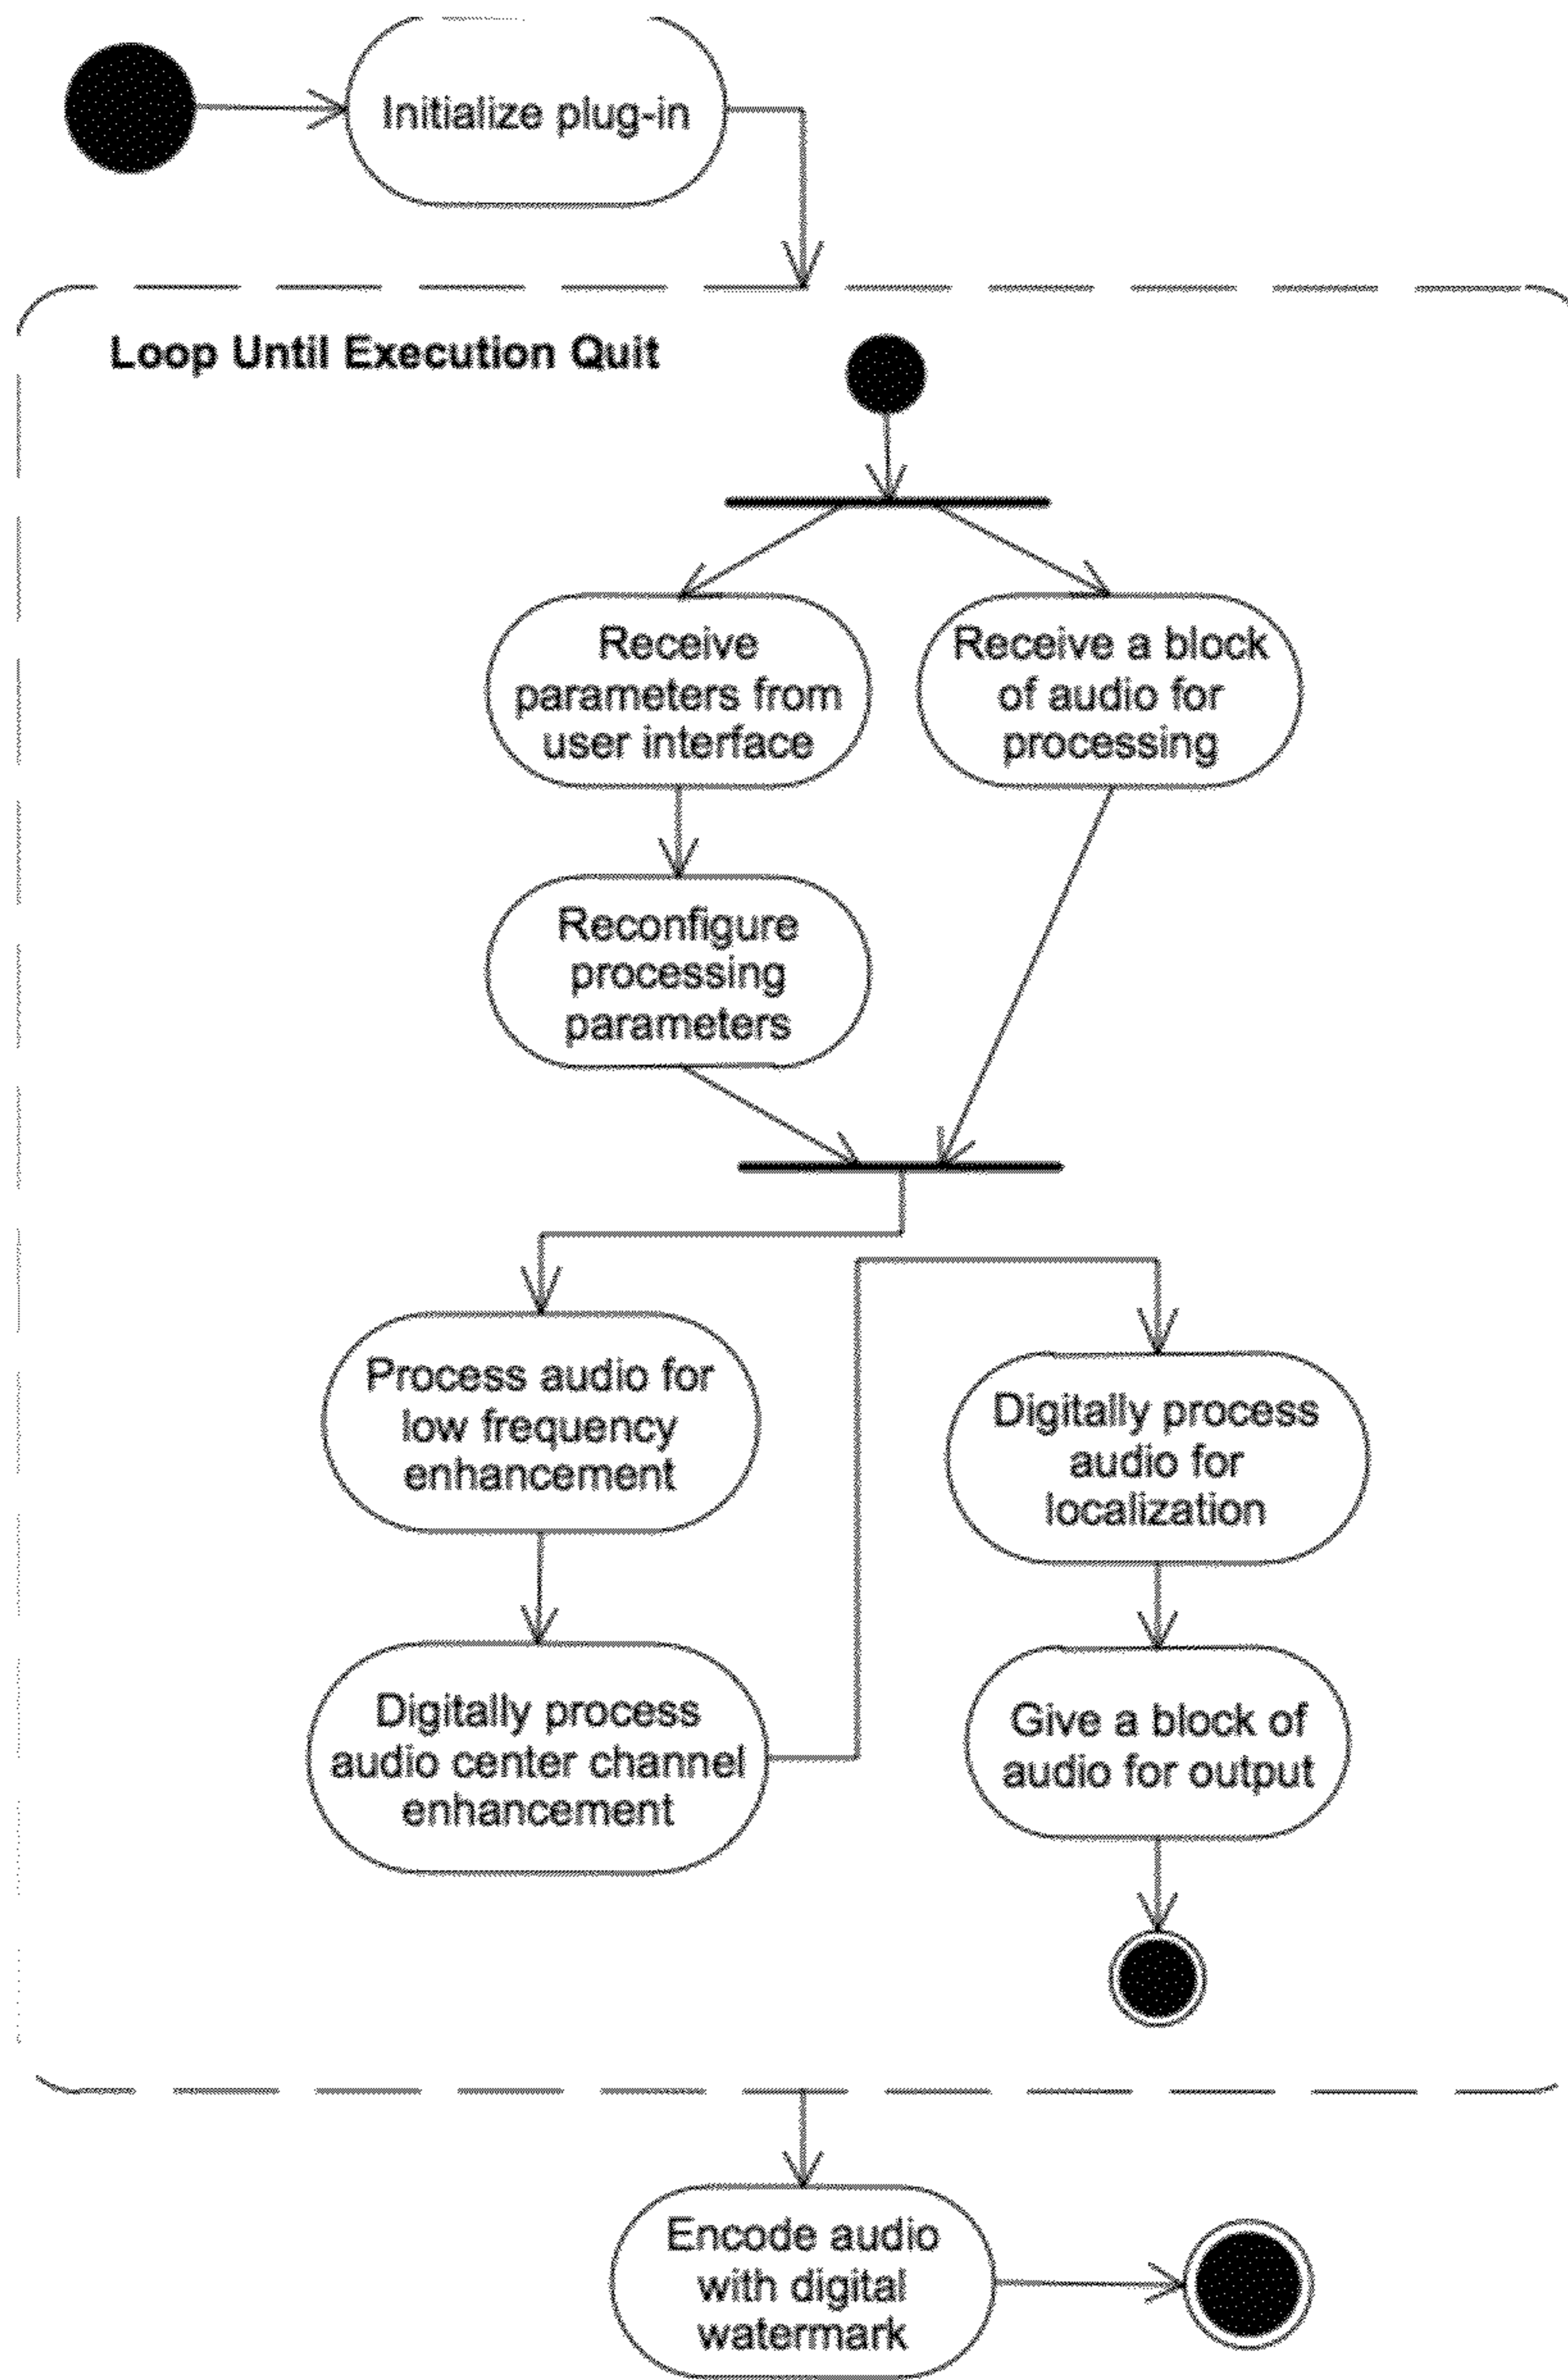 Initialize plug-in
Loop Until Execution Quit
Receive
parameters from
user interface
Receive a block
of audio for
processing
Reconfigure
processing
parameters
Process audio for
low frequency
enhancement
Digitally process
audio for
localization
Digitally process
audio center channel
enhancement
Give a block of
audio for output
Encode audio
with digital
watermark